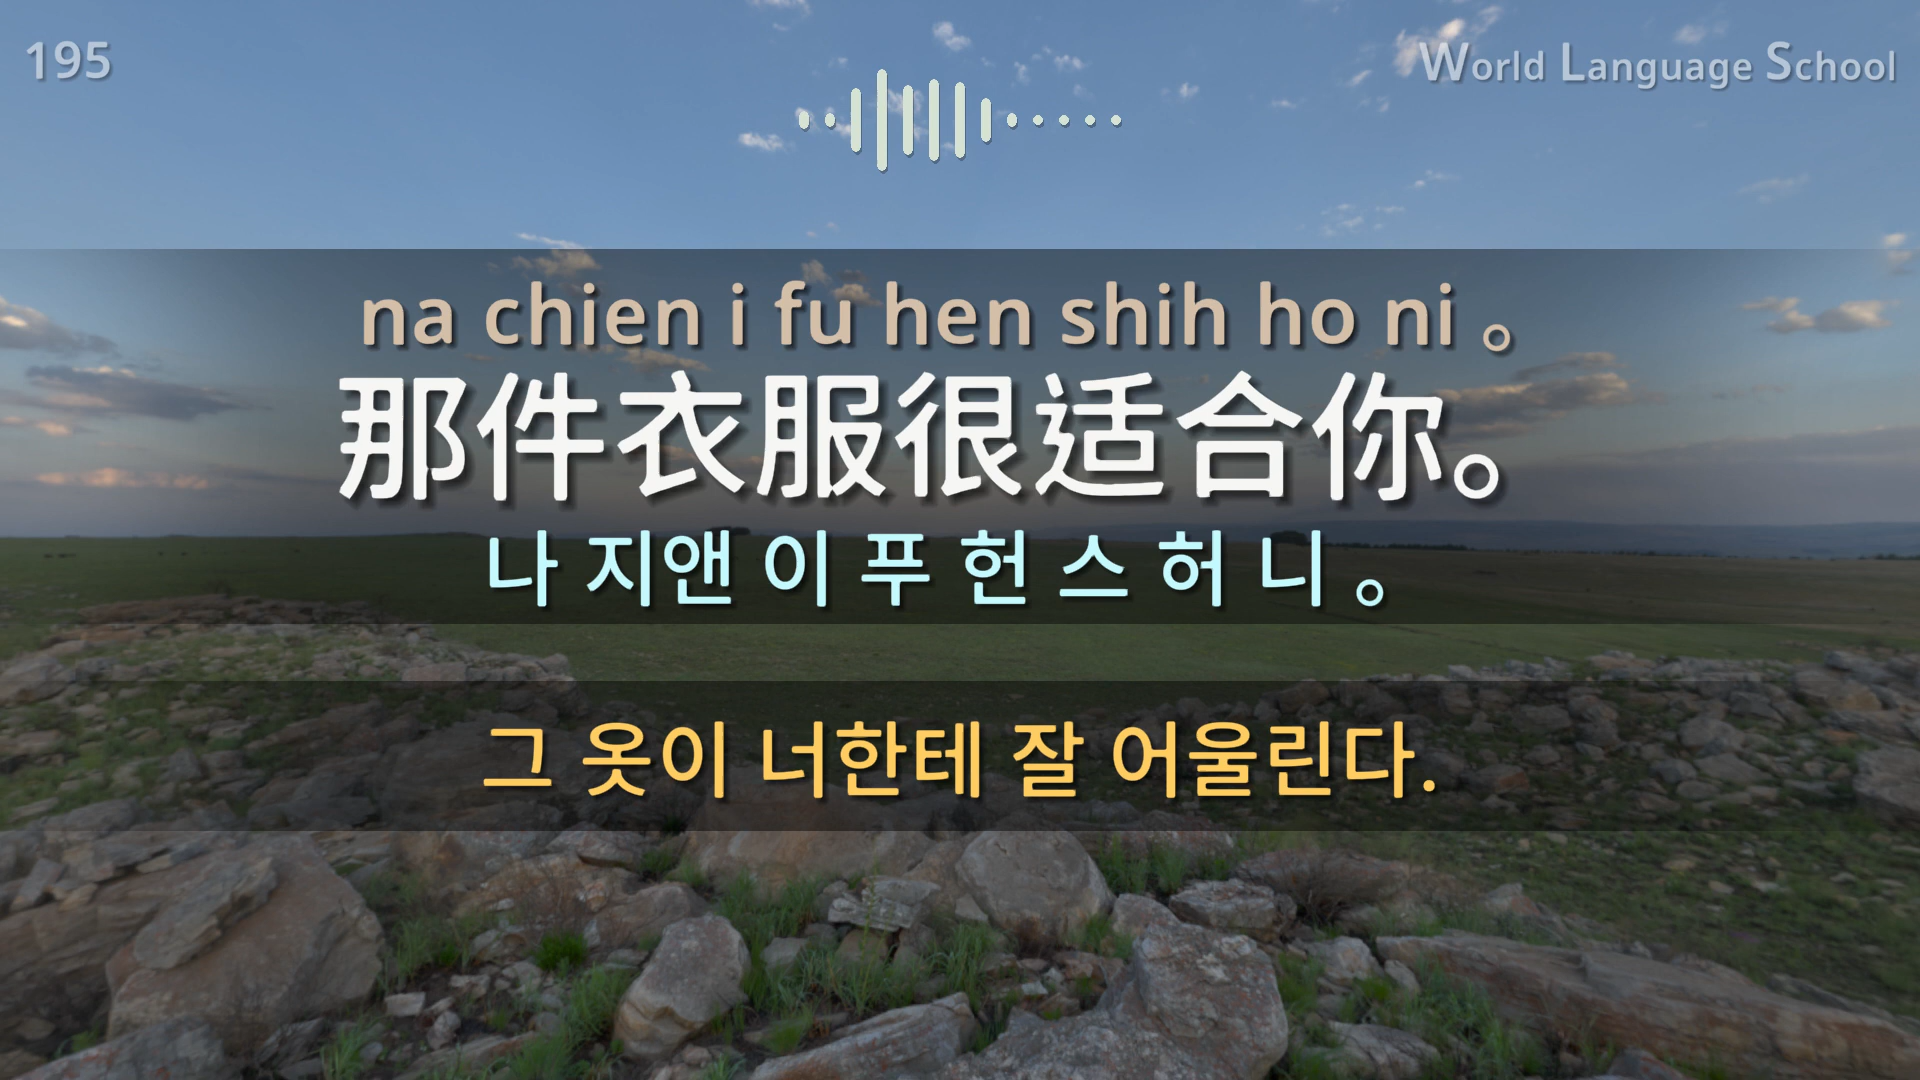 195
World Language School
na chien i fu hen shih ho ni 。
那件衣服很适合你。
나 지앤 이 푸 헌 스 허 니 。
그 옷이 너한테 잘 어울린다.